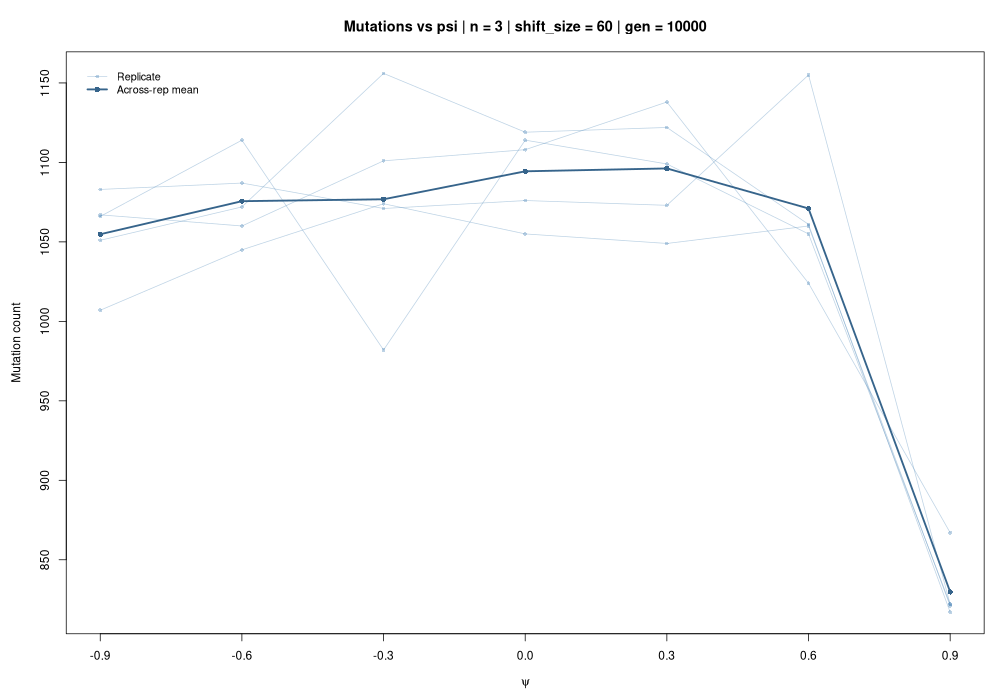 Mutations vs psi | n = 3 | shift_size = 60 | gen = 10000
Replicate
Across-rep mean
Mutation count
1150
1100
1050
1000
950
900
850
-0.9 -0.6 -0.3 0.0 0.3 0.6 0.9
ψ